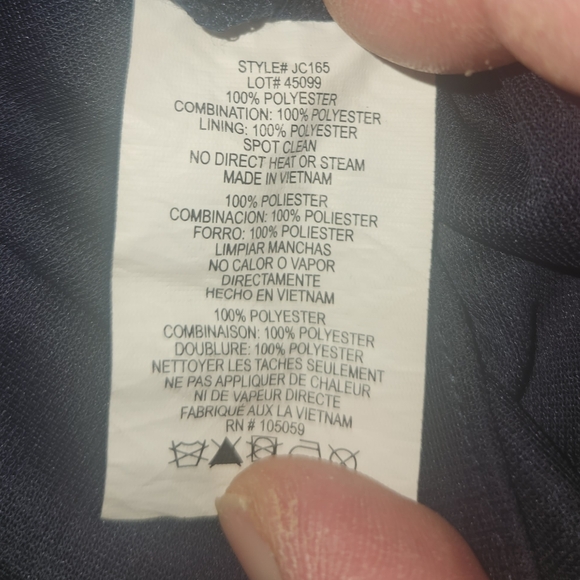 STYLE# JC165
LOT# 45099
100% POLYESTER
COMBINATION: 100% POLYESTER
LINING: 100% POLYESTER
SPOT CLEAN
NO DIRECT HEAT OR STEAM
MADE IN VIETNAM
100% POLIESTER
COMBINACION: 100% POLIESTER
FORRO: 100% POLIESTER
LIMPIAR MANCHAS
NO CALOR O VAPOR
DIRECTAMENTE
HECHO EN VIETNAM
100% POLYESTER
COMBINAISON: 100% POLYESTER
DOUBLURE: 100% POLYESTER
NETTOYER LES TACHES SEULEMENT
NE PAS APPLIQUER DE CHALEUR
NI DE VAPEUR DIRECTE
FABRIQUE AUX LA VIETNAM
RN # 105059